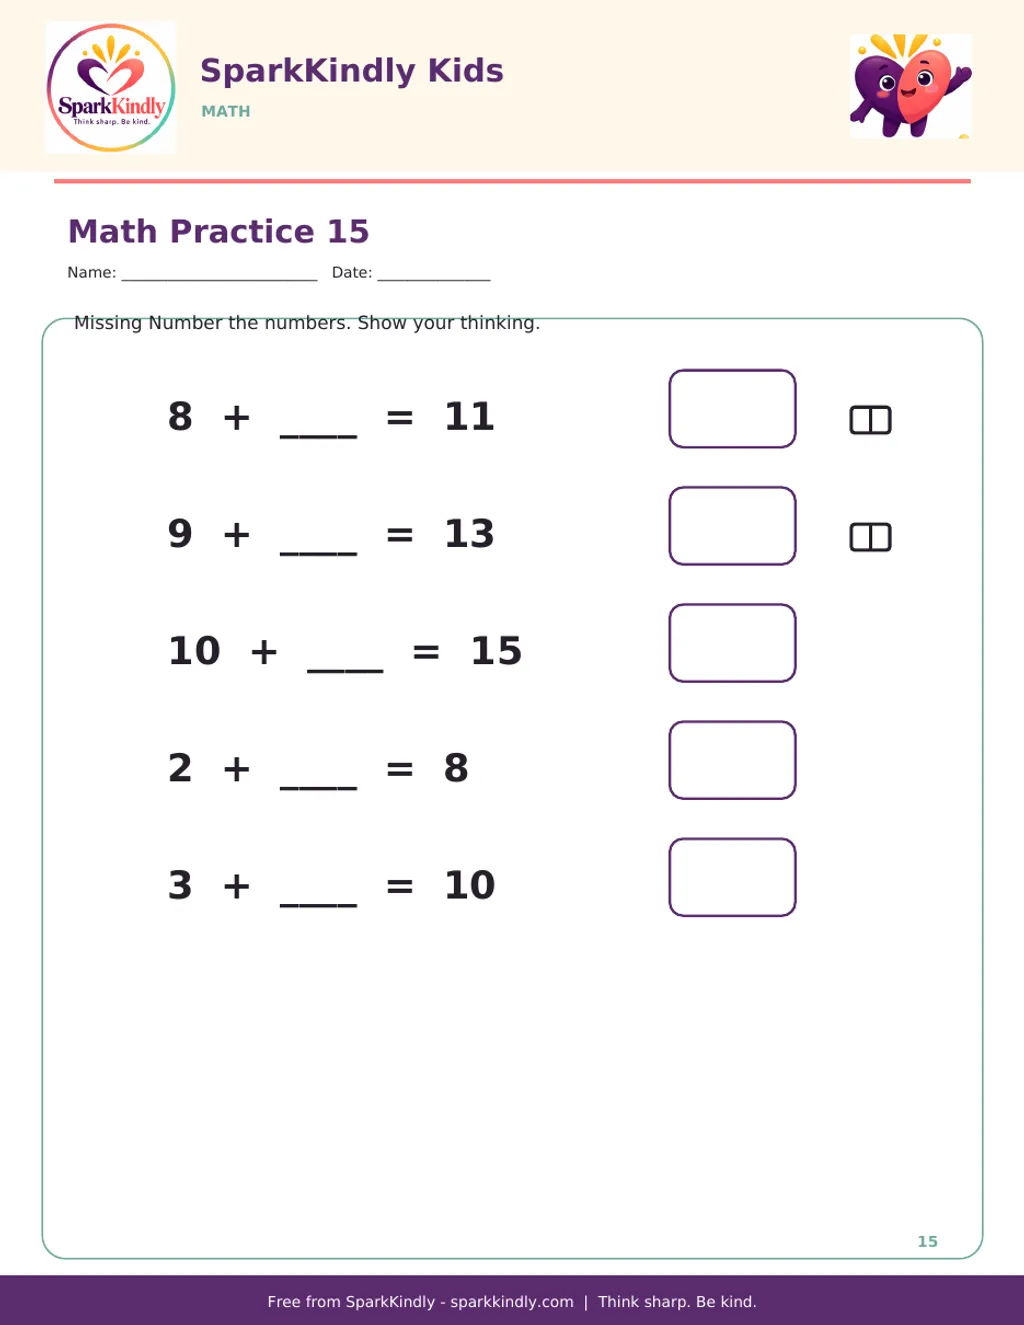 SparkKindly
Think sharp. Be kind.
SparkKindly Kids
MATH
Math Practice 15
Name: __________________________ Date: _______________
Missing Number the numbers. Show your thinking.
8 + ____ = 11
9 + ____ = 13
10 + ____ = 15
2 + ____ = 8
3 + ____ = 10
15
Free from SparkKindly - sparkkindly.com | Think sharp. Be kind.